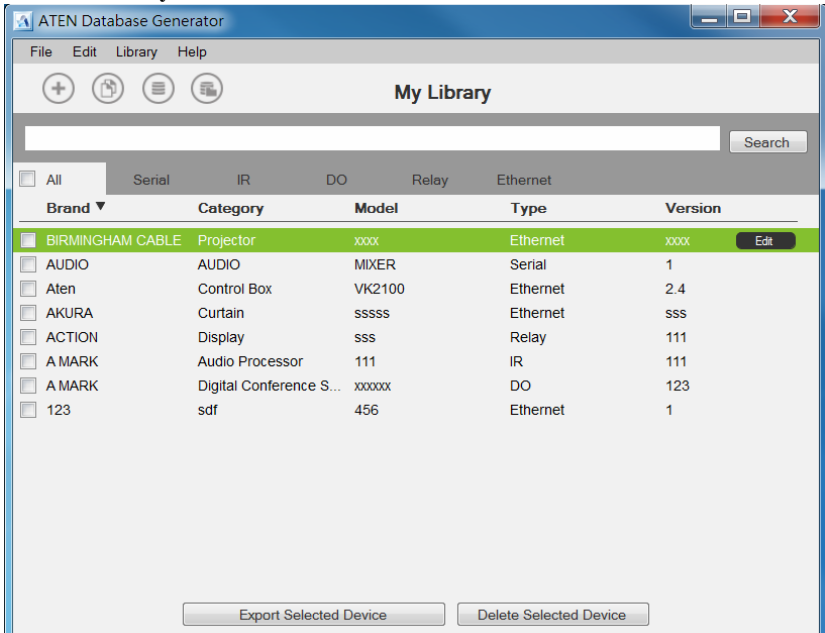 ATEN Database Generator
File Edit Library Help
My Library
Search
All Serial IR DO Relay Ethernet
Brand ▼ Category Model Type Version
BIRMINGHAM CABLE Projector xxxx Ethernet xxxx Edit
AUDIO AUDIO MIXER Serial 1
Aten Control Box VK2100 Ethernet 2.4
AKURA Curtain sssss Ethernet sss
ACTION Display sss Relay 111
A MARK Audio Processor 111 IR 111
A MARK Digital Conference S... xxxxxx DO 123
123 sdf 456 Ethernet 1
Export Selected Device Delete Selected Device